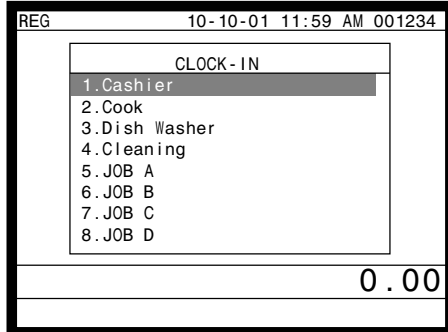 REG 10-10-01 11:59 AM 001234
CLOCK-IN
1.Cashier
2.Cook
3.Dish Washer
4.Cleaning
5.JOB A
6.JOB B
7.JOB C
8.JOB D
0.00